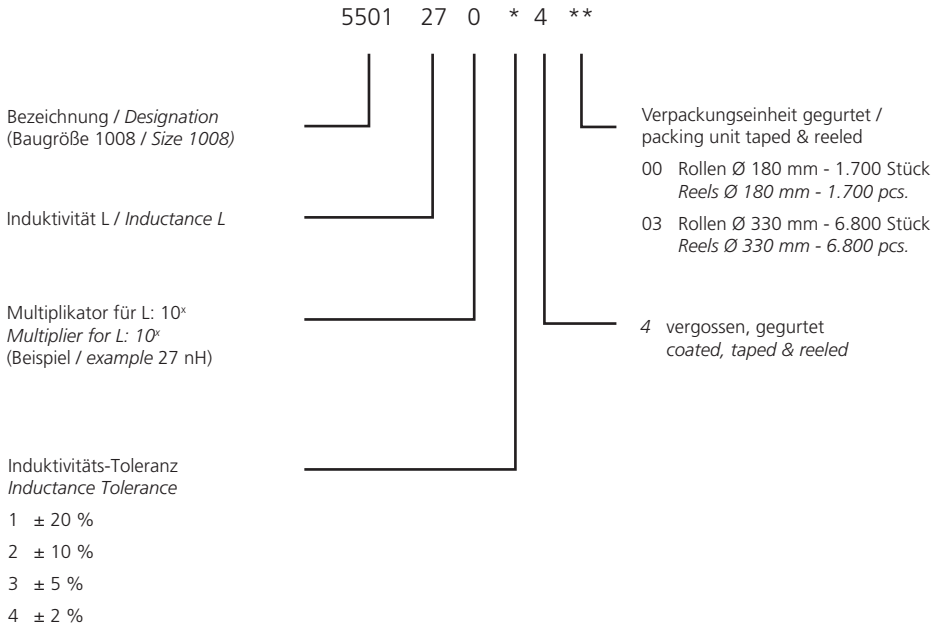 5501 27 0 * 4 **
Bezeichnung / Designation
(Baugröße 1008 / Size 1008)
Induktivität L / Inductance L
Multiplikator für L: 10ˣ
Multiplier for L: 10ˣ
(Beispiel / example 27 nH)
Induktivitäts-Toleranz
Inductance Tolerance
1 ± 20 %
2 ± 10 %
3 ± 5 %
4 ± 2 %
Verpackungseinheit gegurtet /
packing unit taped & reeled
00 Rollen Ø 180 mm - 1.700 Stück
Reels Ø 180 mm - 1.700 pcs.
03 Rollen Ø 330 mm - 6.800 Stück
Reels Ø 330 mm - 6.800 pcs.
4 vergossen, gegurtet
coated, taped & reeled